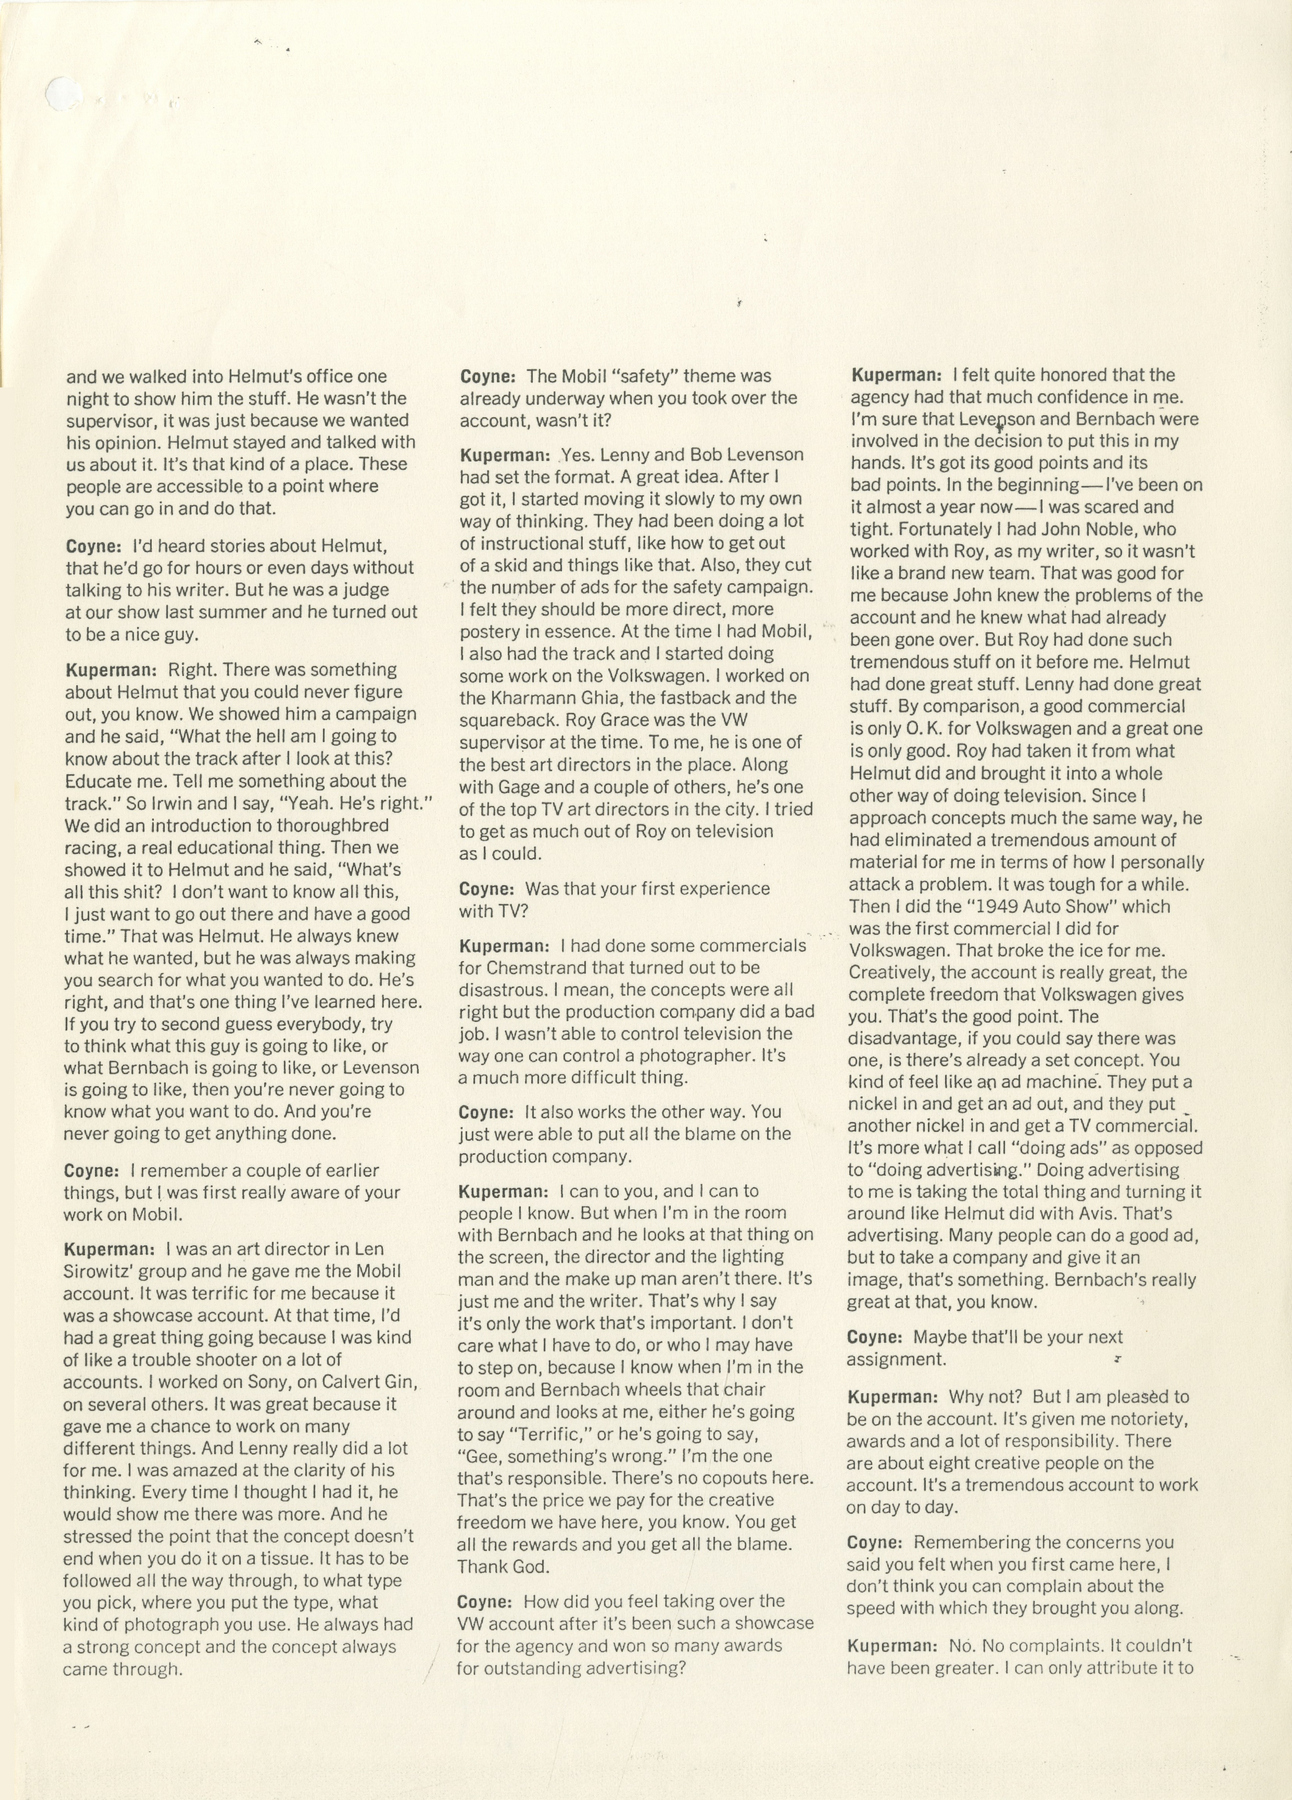 and we walked into Helmut's office one
night to show him the stuff. He wasn't the
supervisor, it was just because we wanted
his opinion. Helmut stayed and talked with
us about it. It's that kind of a place. These
people are accessible to a point where
you can go in and do that.
Coyne: I'd heard stories about Helmut,
that he'd go for hours or even days without
talking to his writer. But he was a judge
at our show last summer and he turned out
to be a nice guy.
Kuperman: Right. There was something
about Helmut that you could never figure
out, you know. We showed him a campaign
and he said, “What the hell am I going to
know about the track after I look at this?
Educate me. Tell me something about the
track.” So Irwin and I say, “Yeah. He's right.”
We did an introduction to thoroughbred
racing, a real educational thing. Then we
showed it to Helmut and he said, “What's
all this shit? I don't want to know all this,
I just want to go out there and have a good
time.” That was Helmut. He always knew
what he wanted, but he was always making
you search for what you wanted to do. He's
right, and that's one thing I've learned here.
If you try to second guess everybody, try
to think what this guy is going to like, or
what Bernbach is going to like, or Levenson
is going to like, then you're never going to
know what you want to do. And you're
never going to get anything done.
Coyne: I remember a couple of earlier
things, but I was first really aware of your
work on Mobil.
Kuperman: I was an art director in Len
Sirowitz' group and he gave me the Mobil
account. It was terrific for me because it
was a showcase account. At that time, I'd
had a great thing going because I was kind
of like a trouble shooter on a lot of
accounts. I worked on Sony, on Calvert Gin,
on several others. It was great because it
gave me a chance to work on many
different things. And Lenny really did a lot
for me. I was amazed at the clarity of his
thinking. Every time I thought I had it, he
would show me there was more. And he
stressed the point that the concept doesn't
end when you do it on a tissue. It has to be
followed all the way through, to what type
you pick, where you put the type, what
kind of photograph you use. He always had
a strong concept and the concept always
came through.
Coyne: The Mobil “safety” theme was
already underway when you took over the
account, wasn't it?
Kuperman: Yes. Lenny and Bob Levenson
had set the format. A great idea. After I
got it, I started moving it slowly to my own
way of thinking. They had been doing a lot
of instructional stuff, like how to get out
of a skid and things like that. Also, they cut
the number of ads for the safety campaign.
I felt they should be more direct, more
postery in essence. At the time I had Mobil,
I also had the track and I started doing
some work on the Volkswagen. I worked on
the Kharmann Ghia, the fastback and the
squareback. Roy Grace was the VW
supervisor at the time. To me, he is one of
the best art directors in the place. Along
with Gage and a couple of others, he's one
of the top TV art directors in the city. I tried
to get as much out of Roy on television
as I could.
Coyne: Was that your first experience
with TV?
Kuperman: I had done some commercials
for Chemstrand that turned out to be
disastrous. I mean, the concepts were all
right but the production company did a bad
job. I wasn't able to control television the
way one can control a photographer. It's
a much more difficult thing.
Coyne: It also works the other way. You
just were able to put all the blame on the
production company.
Kuperman: I can to you, and I can to
people I know. But when I'm in the room
with Bernbach and he looks at that thing on
the screen, the director and the lighting
man and the make up man aren't there. It's
just me and the writer. That's why I say
it's only the work that's important. I don't
care what I have to do, or who I may have
to step on, because I know when I'm in the
room and Bernbach wheels that chair
around and looks at me, either he's going
to say “Terrific,” or he's going to say,
“Gee, something's wrong.” I'm the one
that's responsible. There's no copouts here.
That's the price we pay for the creative
freedom we have here, you know. You get
all the rewards and you get all the blame.
Thank God.
Coyne: How did you feel taking over the
VW account after it's been such a showcase
for the agency and won so many awards
for outstanding advertising?
Kuperman: I felt quite honored that the
agency had that much confidence in me.
I'm sure that Levenson and Bernbach were
involved in the decision to put this in my
hands. It's got its good points and its
bad points. In the beginning—I've been on
it almost a year now—I was scared and
tight. Fortunately I had John Noble, who
worked with Roy, as my writer, so it wasn't
like a brand new team. That was good for
me because John knew the problems of the
account and he knew what had already
been gone over. But Roy had done such
tremendous stuff on it before me. Helmut
had done great stuff. Lenny had done great
stuff. By comparison, a good commercial
is only O. K. for Volkswagen and a great one
is only good. Roy had taken it from what
Helmut did and brought it into a whole
other way of doing television. Since I
approach concepts much the same way, he
had eliminated a tremendous amount of
material for me in terms of how I personally
attack a problem. It was tough for a while.
Then I did the “1949 Auto Show” which
was the first commercial I did for
Volkswagen. That broke the ice for me.
Creatively, the account is really great, the
complete freedom that Volkswagen gives
you. That's the good point. The
disadvantage, if you could say there was
one, is there's already a set concept. You
kind of feel like an ad machine. They put a
nickel in and get an ad out, and they put
another nickel in and get a TV commercial.
It's more what I call “doing ads” as opposed
to “doing advertising.” Doing advertising
to me is taking the total thing and turning it
around like Helmut did with Avis. That's
advertising. Many people can do a good ad,
but to take a company and give it an
image, that's something. Bernbach's really
great at that, you know.
Coyne: Maybe that'll be your next
assignment.
Kuperman: Why not? But I am pleased to
be on the account. It's given me notoriety,
awards and a lot of responsibility. There
are about eight creative people on the
account. It's a tremendous account to work
on day to day.
Coyne: Remembering the concerns you
said you felt when you first came here, I
don't think you can complain about the
speed with which they brought you along.
Kuperman: No. No complaints. It couldn't
have been greater. I can only attribute it to